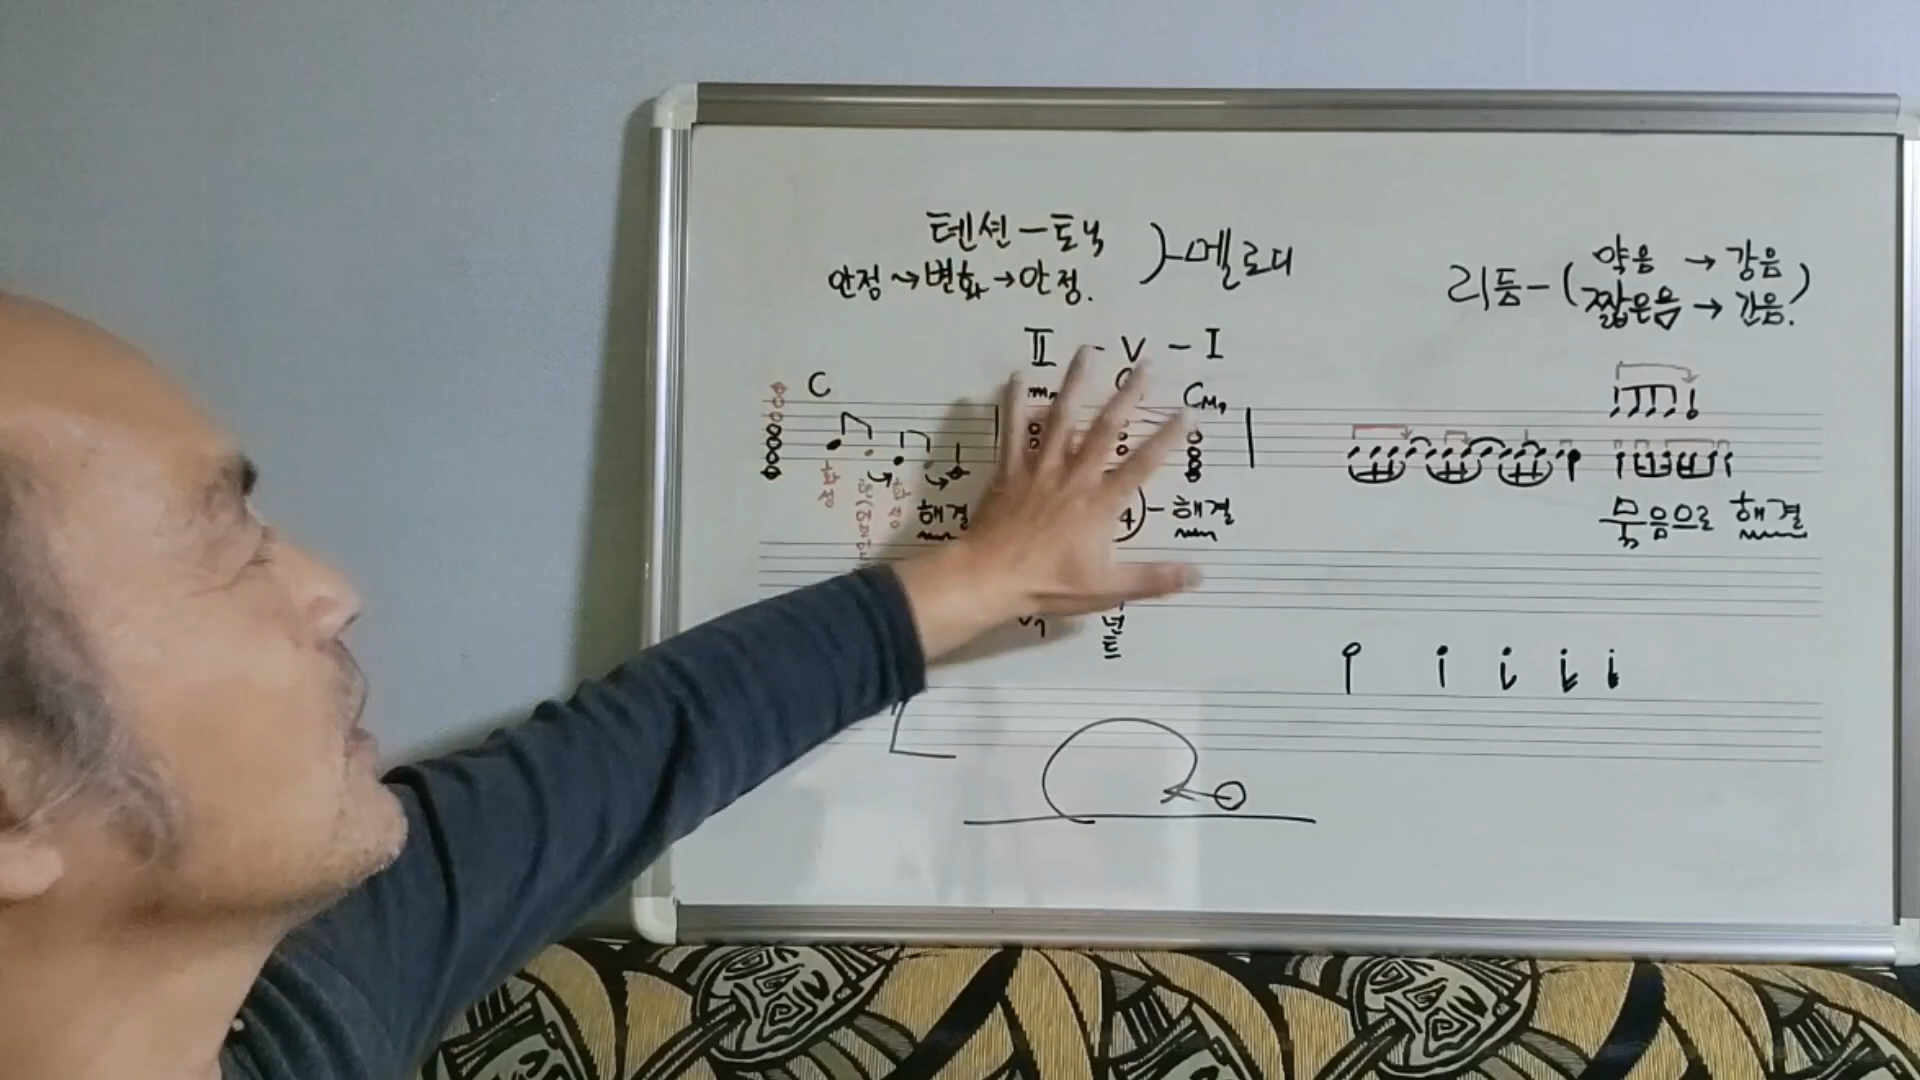 텐션-토닉
안정→변화→안정.
)-멜로디
리듬-(약음 → 강음
짧은음 → 긴음.)
II - V - I
C
CM7
화성
화성
해결
4)-해결
묶음으로 해결